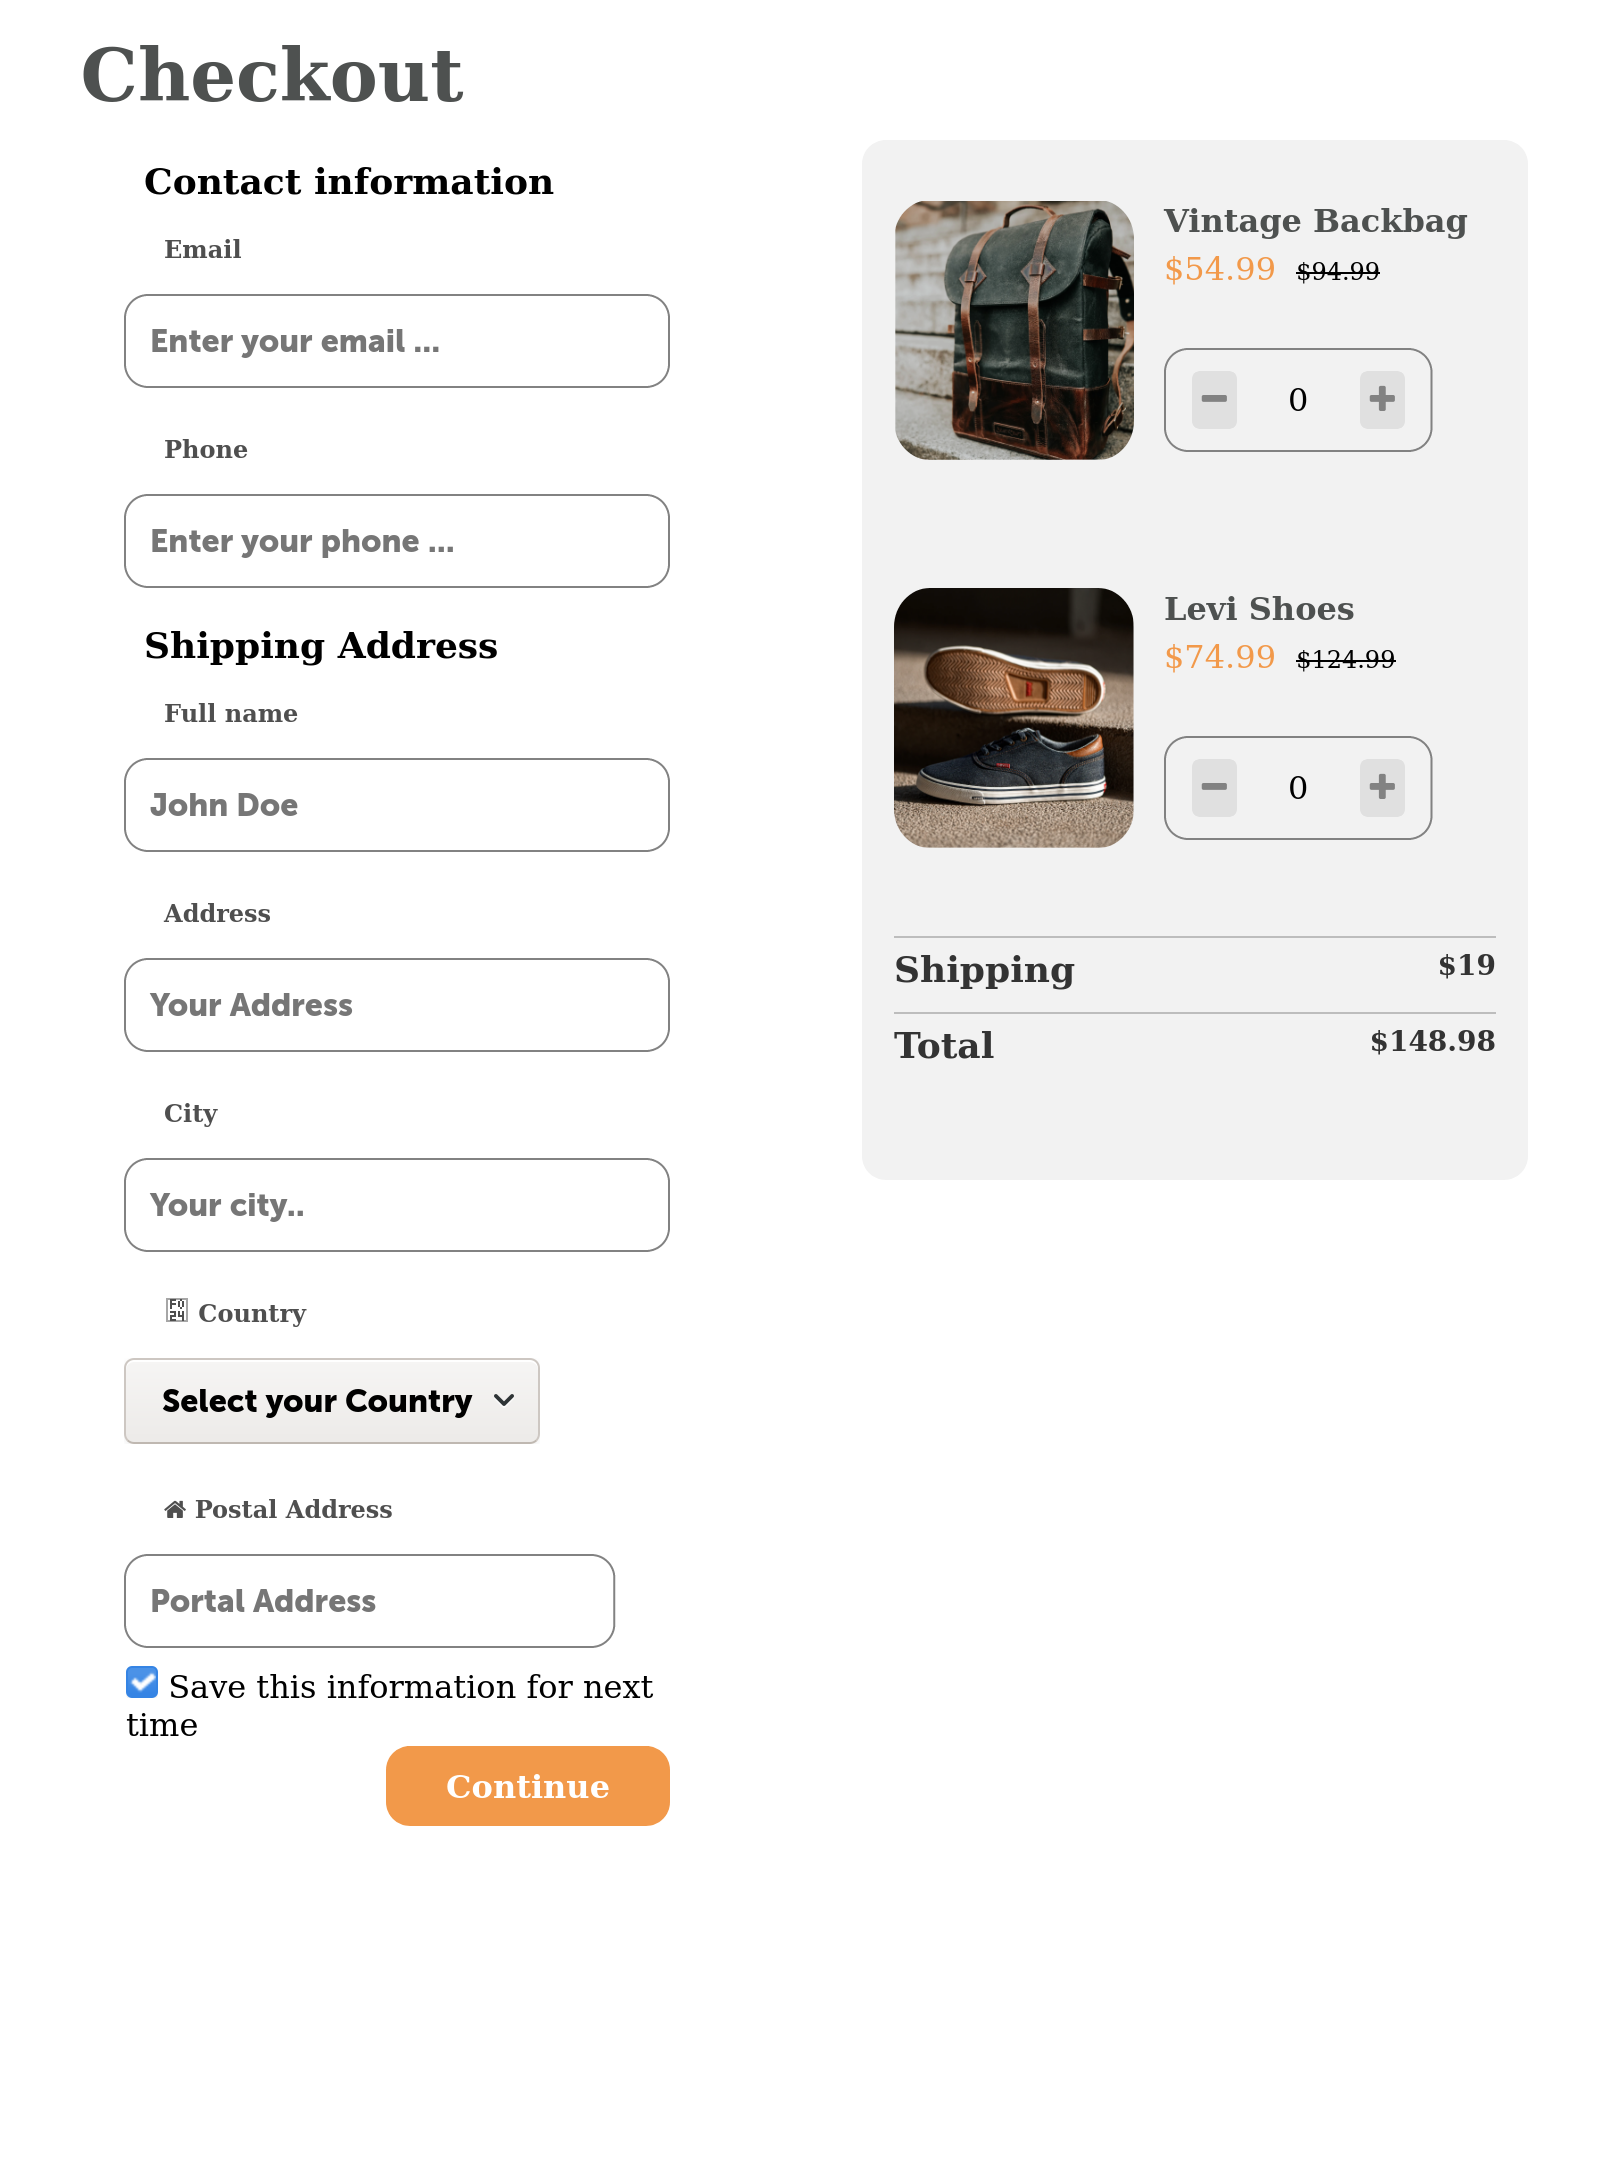 Checkout
Contact information
Email
Enter your email ...
Phone
Enter your phone ...
Shipping Address
Full name
John Doe
Address
Your Address
City
Your city..
Country
Select your Country
Postal Address
Portal Address
Save this information for next
time
Continue
Vintage Backbag
$54.99 $94.99
0
Levi Shoes
$74.99 $124.99
0
Shipping $19
Total $148.98